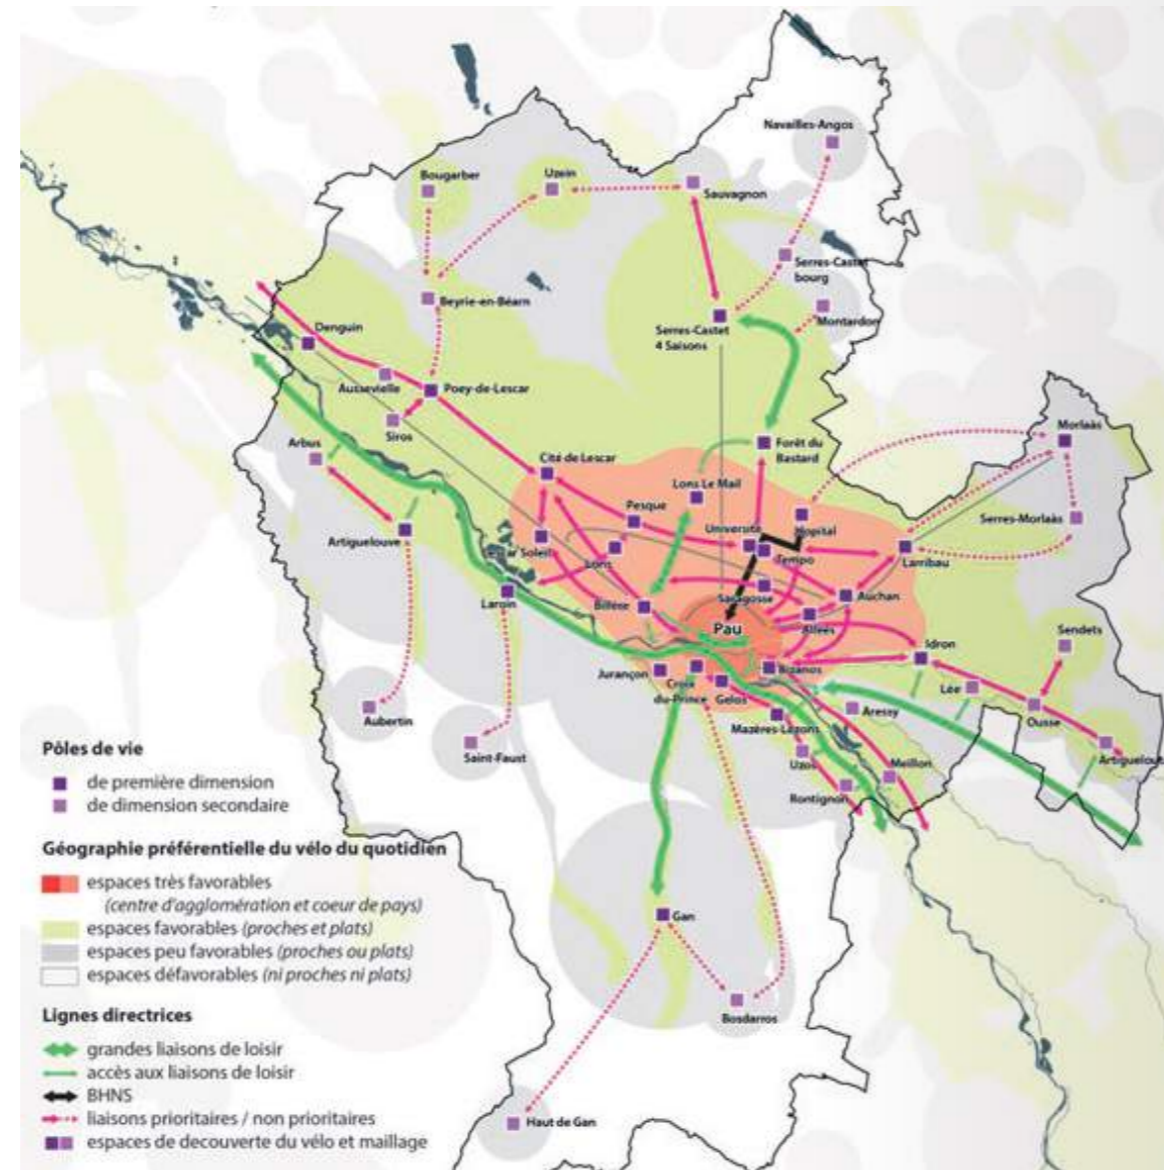 Navailles-Angos
Bougarber
Uzein
Sauvagnon
Serres-Castet
bourg
Beyrie-en-Béarn
Montardon
Denguin
Serres-Castet
4 Saisons
Aussevielle
Poey-de-Lescar
Siros
Arbus
Morlaàs
Forêt du
Bastard
Cité de Lescar
Lons Le Mail
Pesque
Serres-Morlaàs
Université
Hopital
Artiguelouve
Soleil
Lons
Tempo
Lambau
Laroin
Saragosse
Auchan
Billère
Allées
Pau
Sendets
Idron
Jurançon
Croix
du-Prince
Gelos
Bizanos
Lée
Aubertin
Aressy
Ousse
Mazères-Lezons
Saint-Faust
Uzos
Meillon
Artigueloutan
Rontignon
Pôles de vie
de première dimension
de dimension secondaire
Géographie préférentielle du vélo du quotidien
espaces très favorables
(centre d'agglomération et coeur de pays)
espaces favorables (proches et plats)
espaces peu favorables (proches ou plats)
espaces défavorables (ni proches ni plats)
Gan
Bosdarros
Lignes directrices
grandes liaisons de loisir
accès aux liaisons de loisir
BHNS
liaisons prioritaires / non prioritaires
espaces de decouverte du vélo et maillage
Haut de Gan